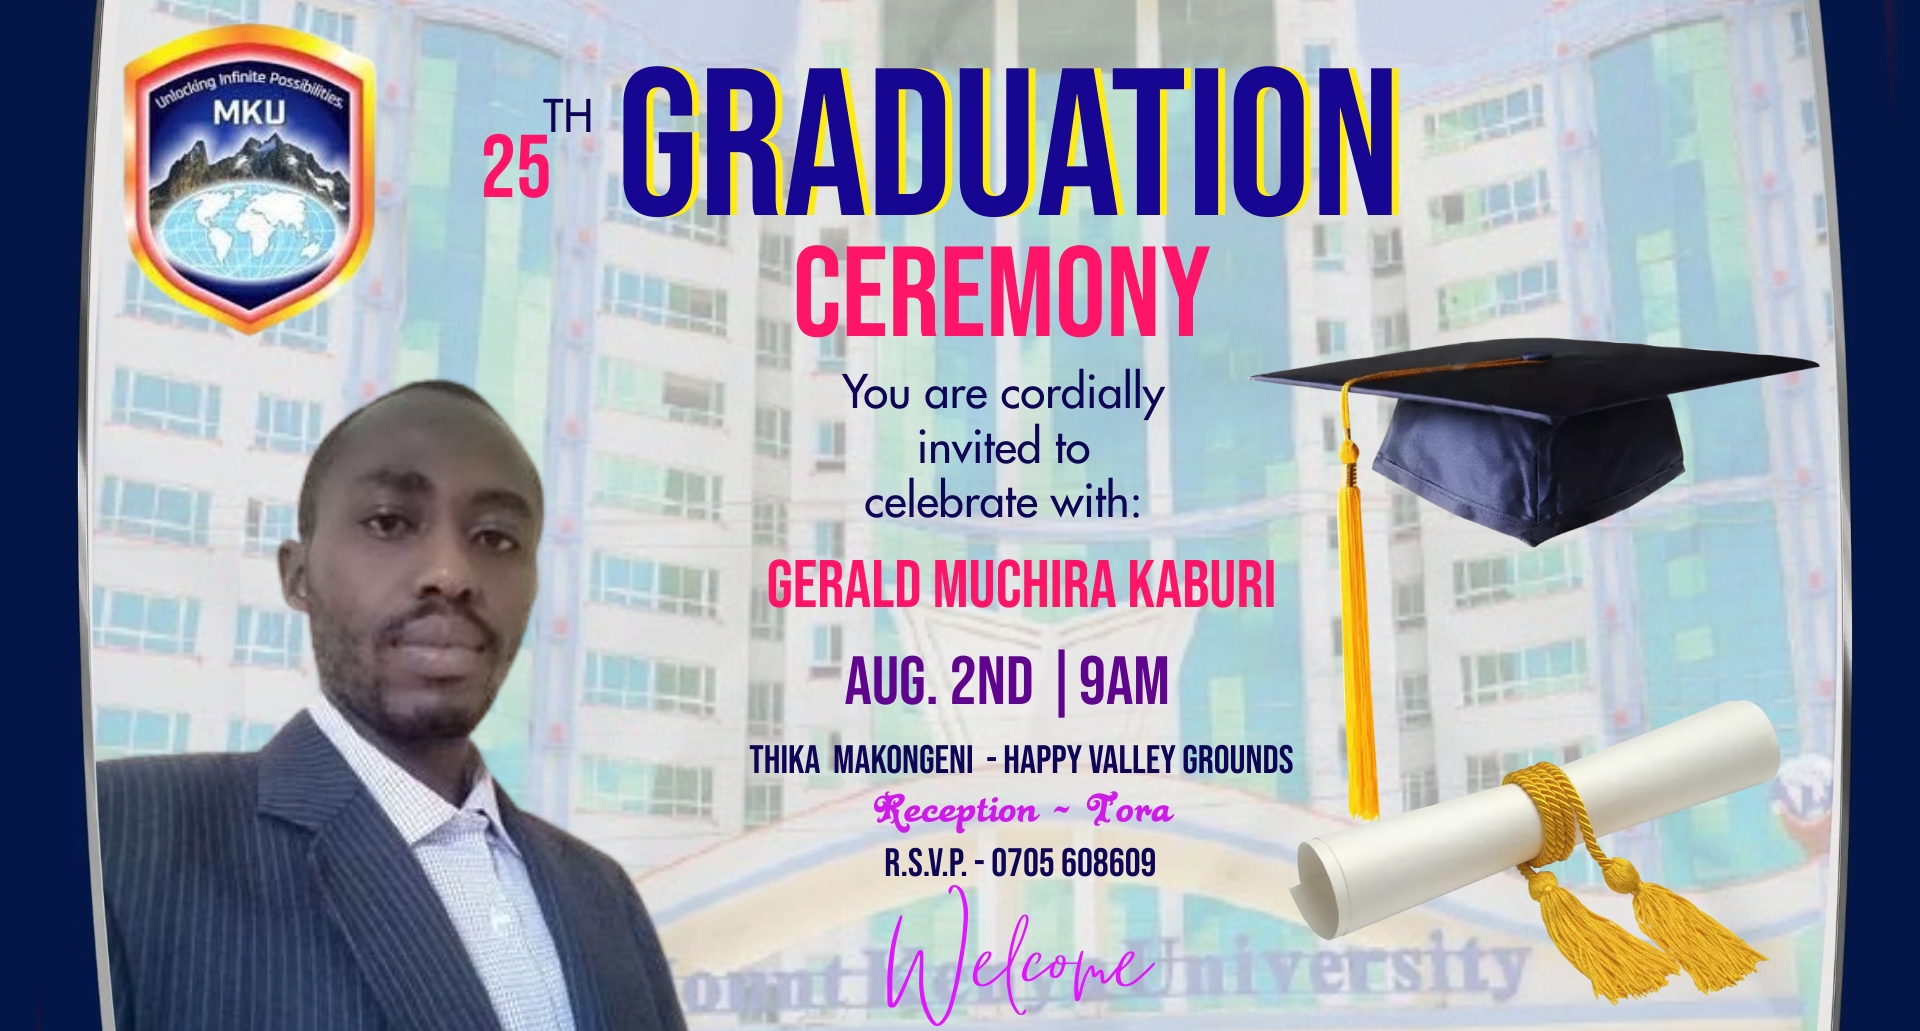 Unlocking Infinite Possibilities
MKU
25TH GRADUATION
CEREMONY
You are cordially
invited to
celebrate with:
GERALD MUCHIRA KABURI
AUG. 2ND | 9AM
THIKA MAKONGENI - HAPPY VALLEY GROUNDS
Reception ~ Tora
R.S.V.P. - 0705 608609
Welcome
University